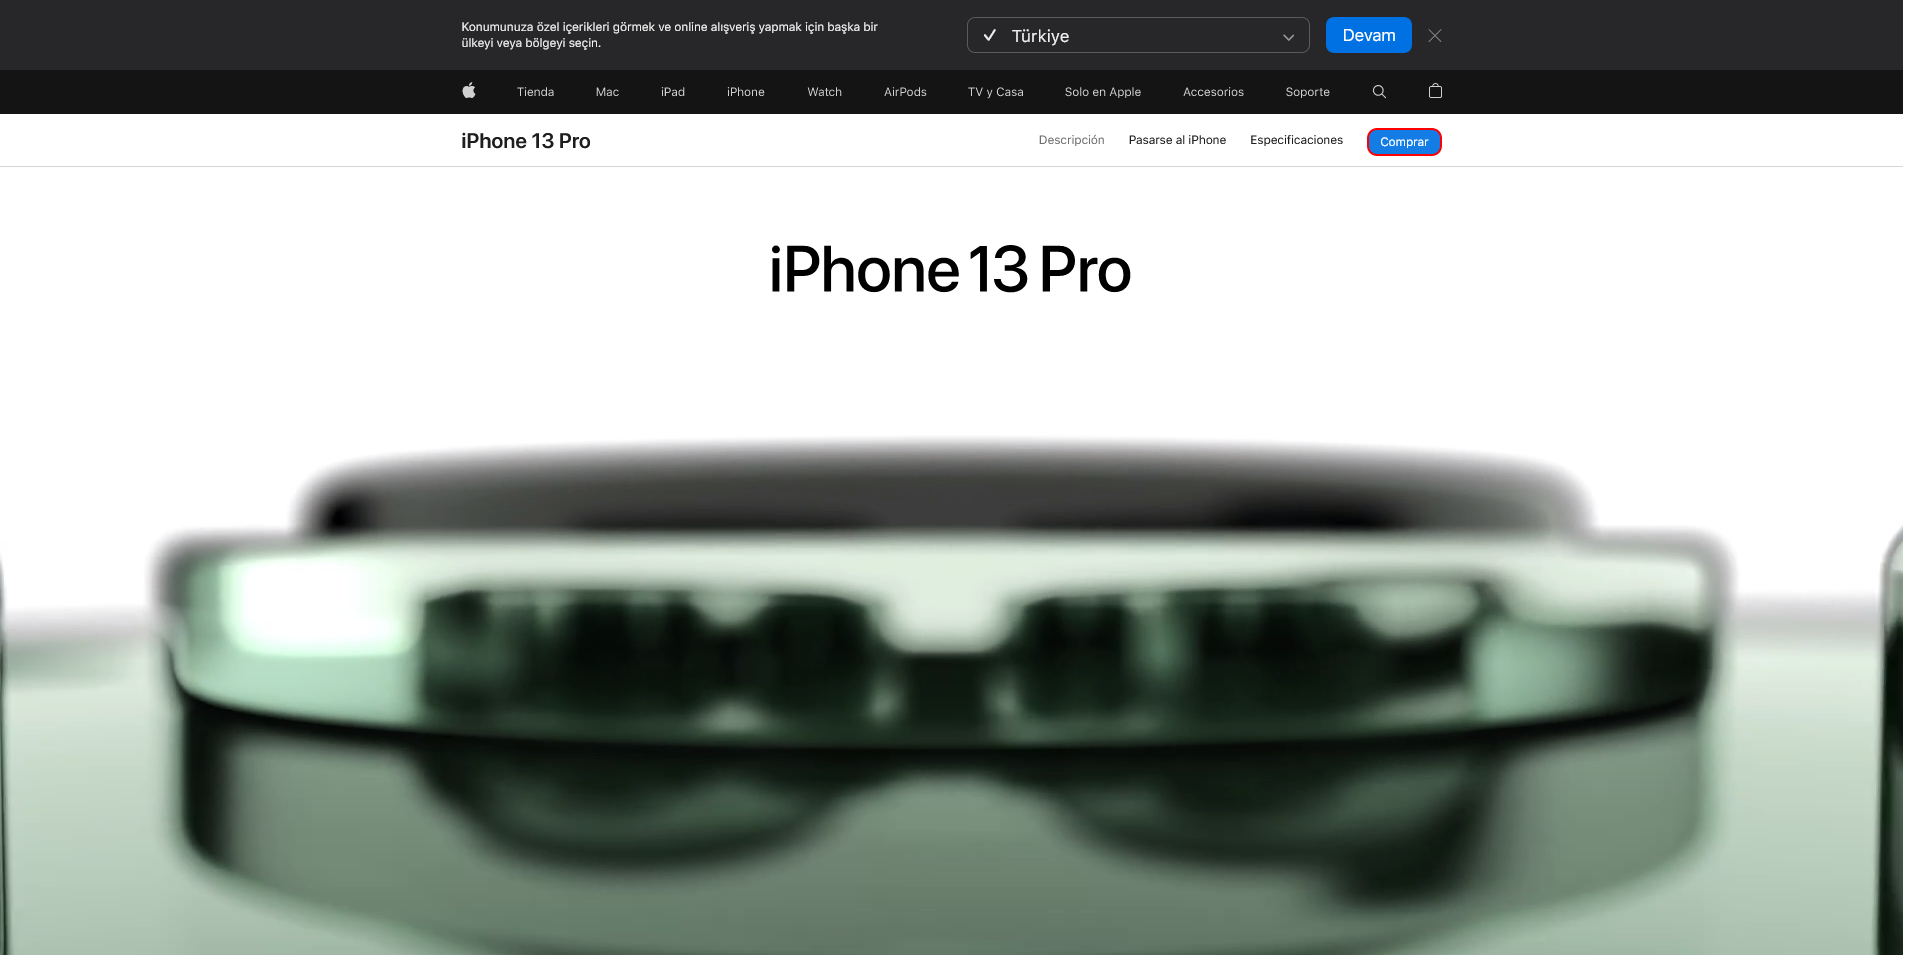 Konumunuza özel içerikleri görmek ve online alışveriş yapmak için başka bir
ülkeyi veya bölgeyi seçin.
Türkiye
Devam
Tienda Mac iPad iPhone Watch AirPods TV y Casa Solo en Apple Accesorios Soporte
iPhone 13 Pro
Descripción Pasarse al iPhone Especificaciones Comprar
iPhone 13 Pro